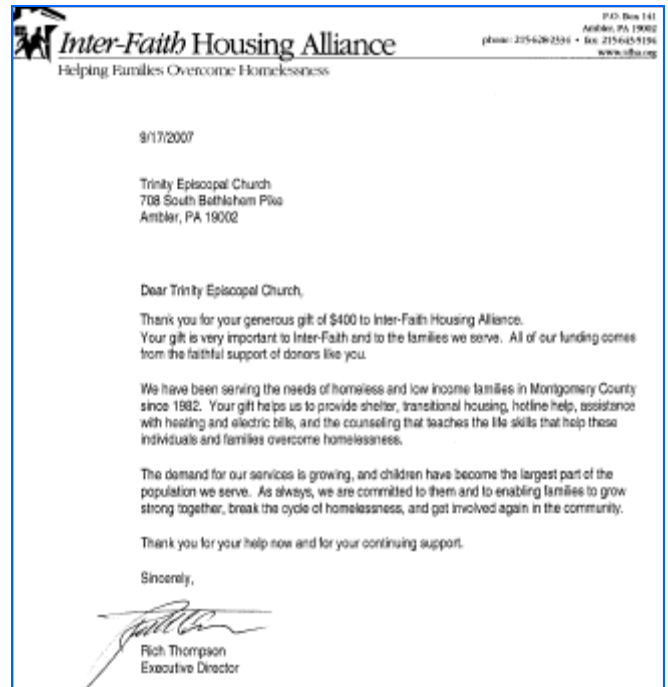 P.O. Box 141
Ambler, PA 19002
phone: 215-628-2334 • fax:
Inter-Faith Housing Alliance
Helping Families Overcome Homelessness
9/17/2007
Trinity Episcopal Church
708 South Bethlehem Pike
Ambler, PA 19002
Dear Trinity Episcopal Church,
Thank you for your generous gift of $400 to Inter-Faith Housing Alliance.
Your gift is very important to Inter-Faith and to the families we serve. All of our funding comes
from the faithful support of donors like you.
We have been serving the needs of homeless and low income families in Montgomery County
since 1982. Your gift helps us to provide shelter, transitional housing, hotline help, assistance
with heating and electric bills, and the counseling that teaches the life skills that help these
individuals and families overcome homelessness.
The demand for our services is growing, and children have become the largest part of the
population we serve. As always, we are committed to them and to enabling families to grow
strong together, break the cycle of homelessness, and get involved again in the community.
Thank you for your help now and for your continuing support.
Sincerely,
Rich Thompson
Executive Director